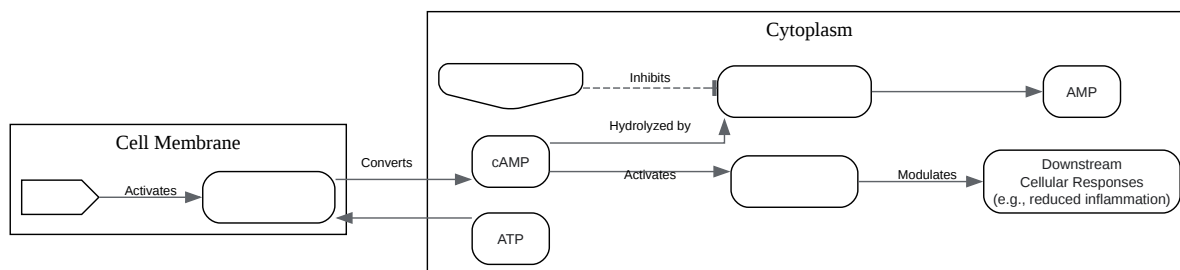 Cytoplasm
Inhibits
AMP
Hydrolyzed by
Cell Membrane
Converts
cAMP
Activates
Activates
Modulates
Downstream
Cellular Responses
(e.g., reduced inflammation)
ATP